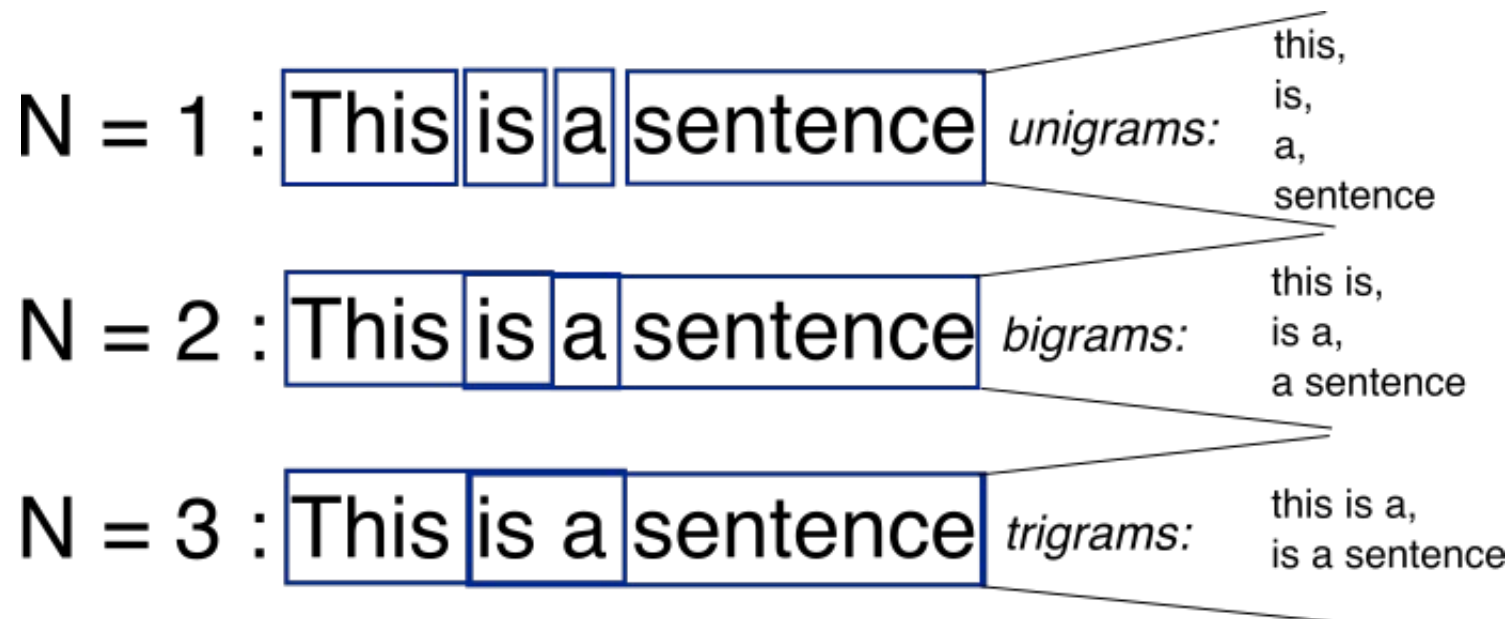 N = 1 : This is a sentence unigrams:
this,
is,
a,
sentence
N = 2 : This is a sentence bigrams:
this is,
is a,
a sentence
N = 3 : This is a sentence trigrams:
this is a,
is a sentence